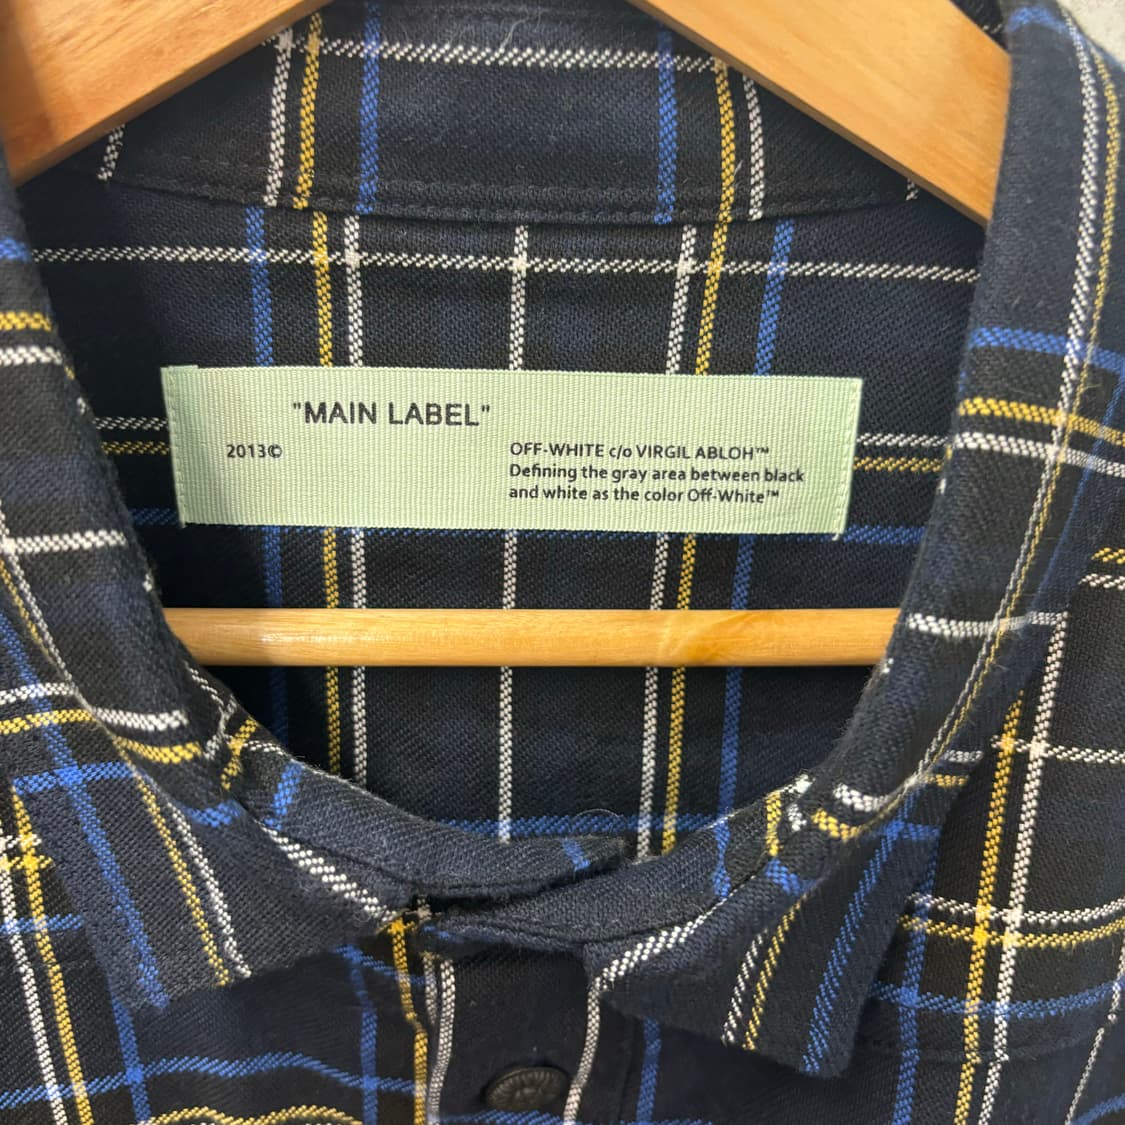 "MAIN LABEL"
2013©
OFF-WHITE c/o VIRGIL ABLOH™
Defining the gray area between black
and white as the color Off-White™